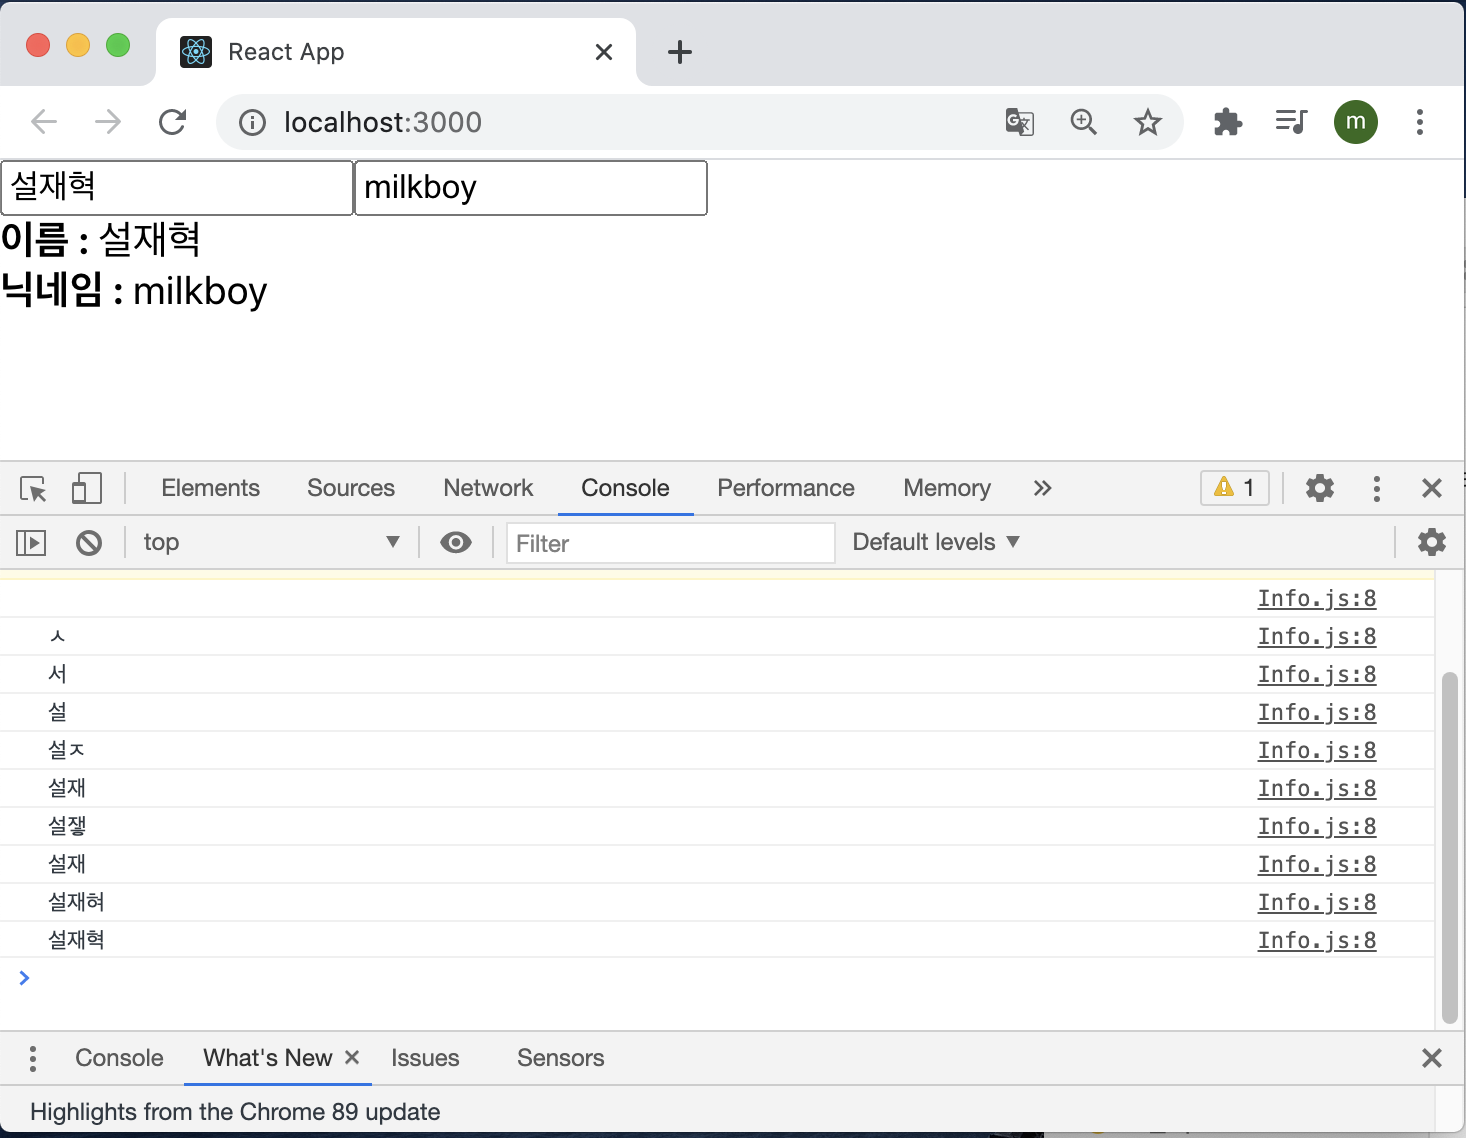 React App
localhost:3000
m
설재혁 milkboy
이름 : 설재혁
닉네임 : milkboy
Elements Sources Network Console Performance Memory 1
top Filter Default levels
Info.js:8
ㅅ Info.js:8
서 Info.js:8
설 Info.js:8
설ㅈ Info.js:8
설재 Info.js:8
설잫 Info.js:8
설재 Info.js:8
설재혀 Info.js:8
설재혁 Info.js:8
Console What's New Issues Sensors
Highlights from the Chrome 89 update